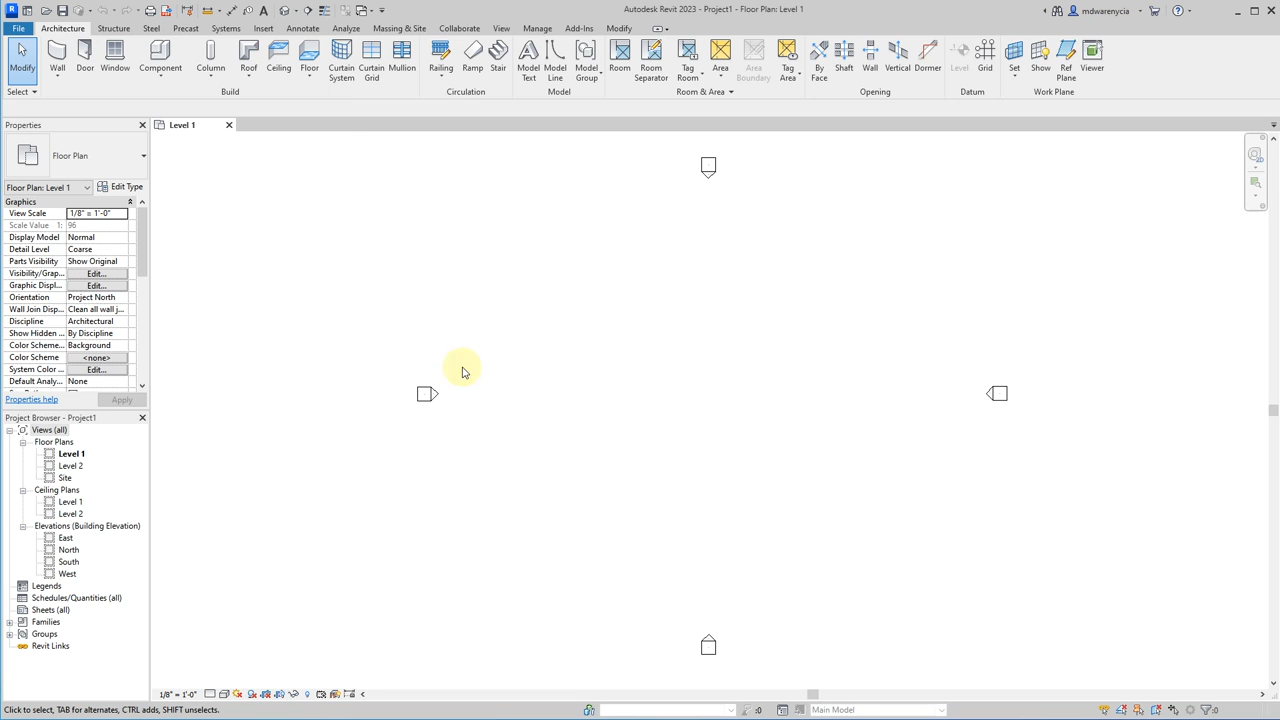 Autodesk Revit 2023 - Project1 - Floor Plan: Level 1
mdwarenycia
File Architecture Structure Steel Precast Systems Insert Annotate Analyze Massing & Site Collaborate View Manage Add-Ins Modify
Modify Wall Door Window Component Column Roof Ceiling Floor Curtain System Curtain Grid Mullion Railing Ramp Stair Model Text Model Line Model Group Room Room Separator Tag Room Area Area Boundary Tag Area By Face Shaft Wall Vertical Dormer Level Grid Set Show Ref Plane Viewer
Select Build Circulation Model Room & Area Opening Datum Work Plane
Properties
Level 1
Floor Plan
Floor Plan: Level 1 Edit Type
Graphics
View Scale 1/8" = 1'-0"
Scale Value 1: 96
Display Model Normal
Detail Level Coarse
Parts Visibility Show Original
Visibility/Grap... Edit...
Graphic Displ... Edit...
Orientation Project North
Wall Join Disp... Clean all wall j...
Discipline Architectural
Show Hidden ... By Discipline
Color Scheme... Background
Color Scheme <none>
System Color ... Edit...
Default Analy... None
Properties help Apply
Project Browser - Project1
Views (all)
Floor Plans
Level 1
Level 2
Site
Ceiling Plans
Level 1
Level 2
Elevations (Building Elevation)
East
North
South
West
Legends
Schedules/Quantities (all)
Sheets (all)
Families
Groups
Revit Links
1/8" = 1'-0"
Click to select, TAB for alternates, CTRL adds, SHIFT unselects.
:0 Main Model :0